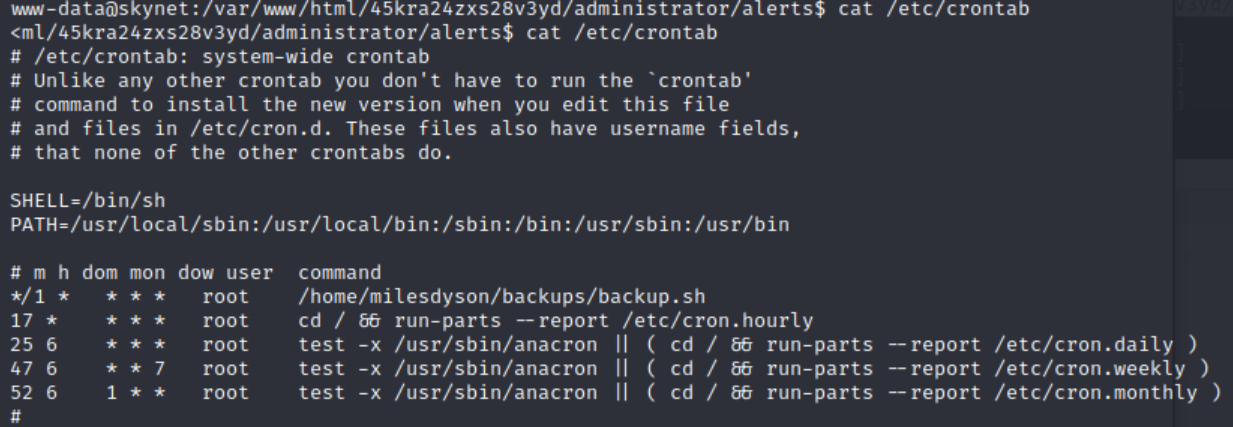 www-data@skynet:/var/www/html/45kra24zxs28v3yd/administrator/alerts$ cat /etc/crontab
<ml/45kra24zxs28v3yd/administrator/alerts$ cat /etc/crontab
# /etc/crontab: system-wide crontab
# Unlike any other crontab you don't have to run the `crontab'
# command to install the new version when you edit this file
# and files in /etc/cron.d. These files also have username fields,
# that none of the other crontabs do.
SHELL=/bin/sh
PATH=/usr/local/sbin:/usr/local/bin:/sbin:/bin:/usr/sbin:/usr/bin
# m h dom mon dow user  command
*/1 *   * * *   root    /home/milesdyson/backups/backup.sh
17 *    * * *   root    cd / && run-parts --report /etc/cron.hourly
25 6    * * *   root    test -x /usr/sbin/anacron || ( cd / && run-parts --report /etc/cron.daily )
47 6    * * 7   root    test -x /usr/sbin/anacron || ( cd / && run-parts --report /etc/cron.weekly )
52 6    1 * *   root    test -x /usr/sbin/anacron || ( cd / && run-parts --report /etc/cron.monthly )
#